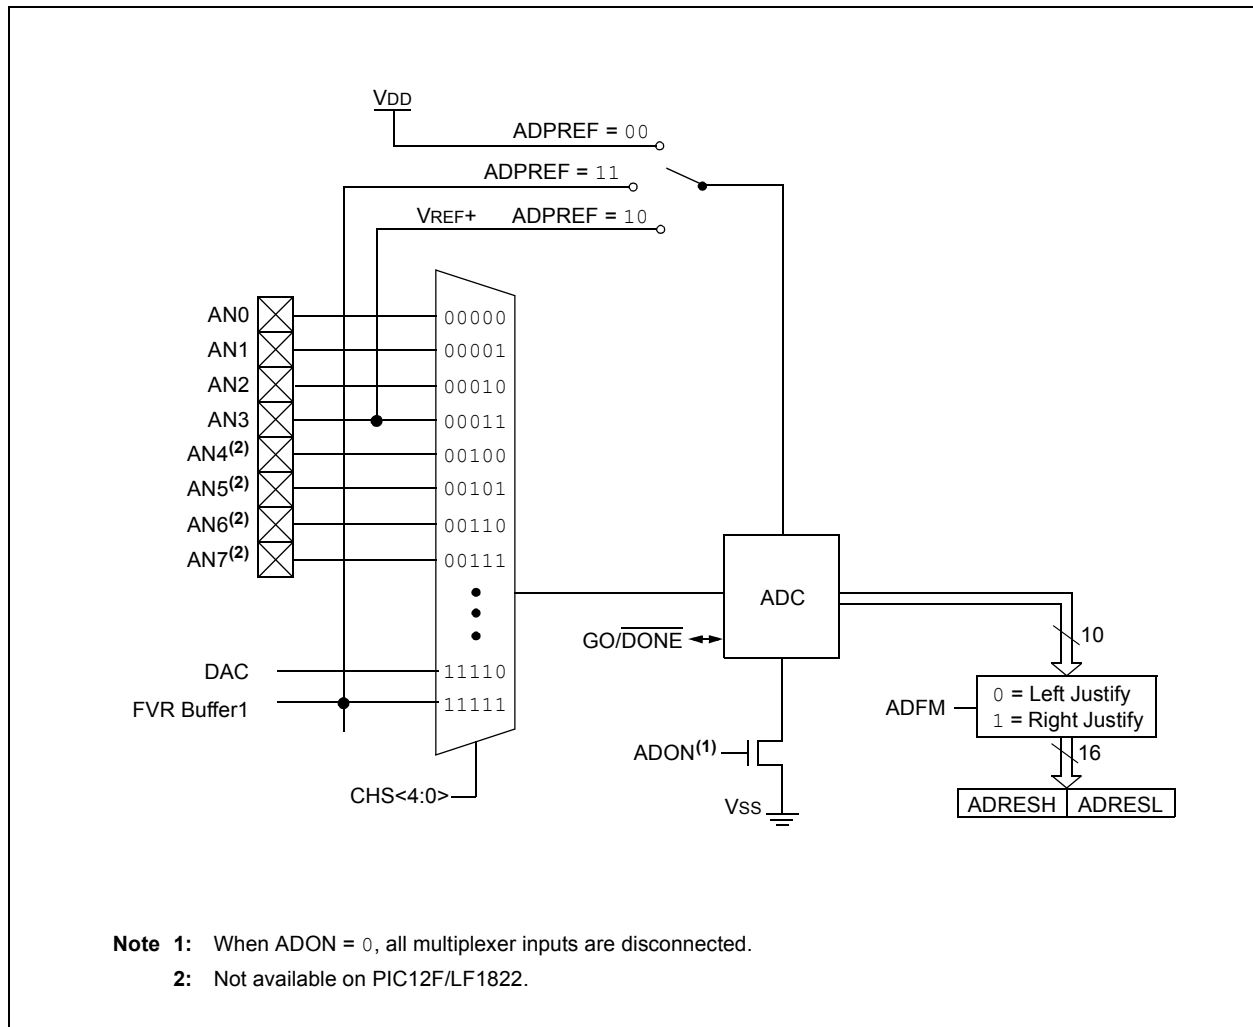 VDD
ADPREF = 00
ADPREF = 11
VREF+ ADPREF = 10
AN0
00000
AN1
00001
AN2
00010
AN3
00011
AN4(2)
00100
AN5(2)
00101
AN6(2)
00110
AN7(2)
00111
ADC
GO/DONE
10
DAC
11110
FVR Buffer1
11111
ADFM
0 = Left Justify
1 = Right Justify
ADON(1)
16
CHS<4:0>
VSS
ADRESH ADRESL
Note 1: When ADON = 0, all multiplexer inputs are disconnected.
2: Not available on PIC12F/LF1822.